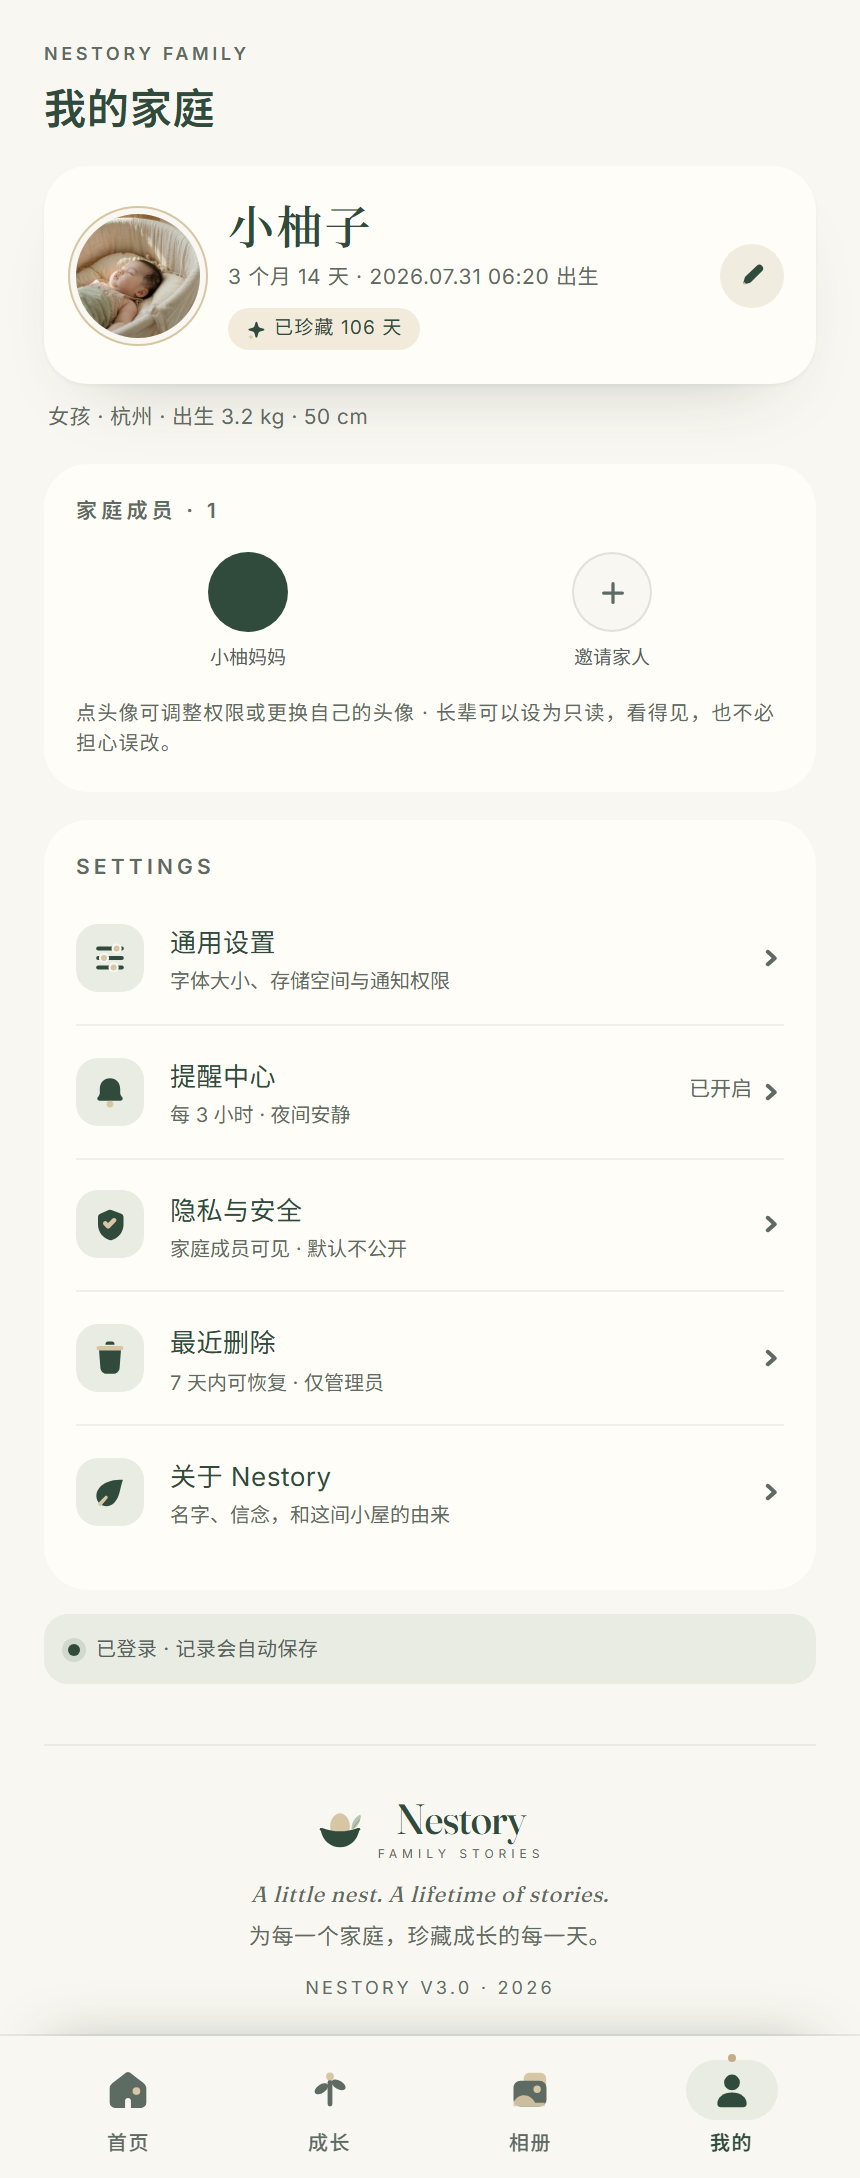 NESTORY FAMILY
我的家庭
小柚子
3 个月 14 天 · 2026.07.31 06:20 出生
已珍藏 106 天
女孩 · 杭州 · 出生 3.2 kg · 50 cm
家庭成员 · 1
小柚妈妈
邀请家人
点头像可调整权限或更换自己的头像 · 长辈可以设为只读，看得见，也不必
担心误改。
SETTINGS
通用设置
字体大小、存储空间与通知权限
提醒中心
每 3 小时 · 夜间安静
已开启
隐私与安全
家庭成员可见 · 默认不公开
最近删除
7 天内可恢复 · 仅管理员
关于 Nestory
名字、信念，和这间小屋的由来
已登录 · 记录会自动保存
Nestory
FAMILY STORIES
A little nest. A lifetime of stories.
为每一个家庭，珍藏成长的每一天。
NESTORY V3.0 · 2026
首页
成长
相册
我的